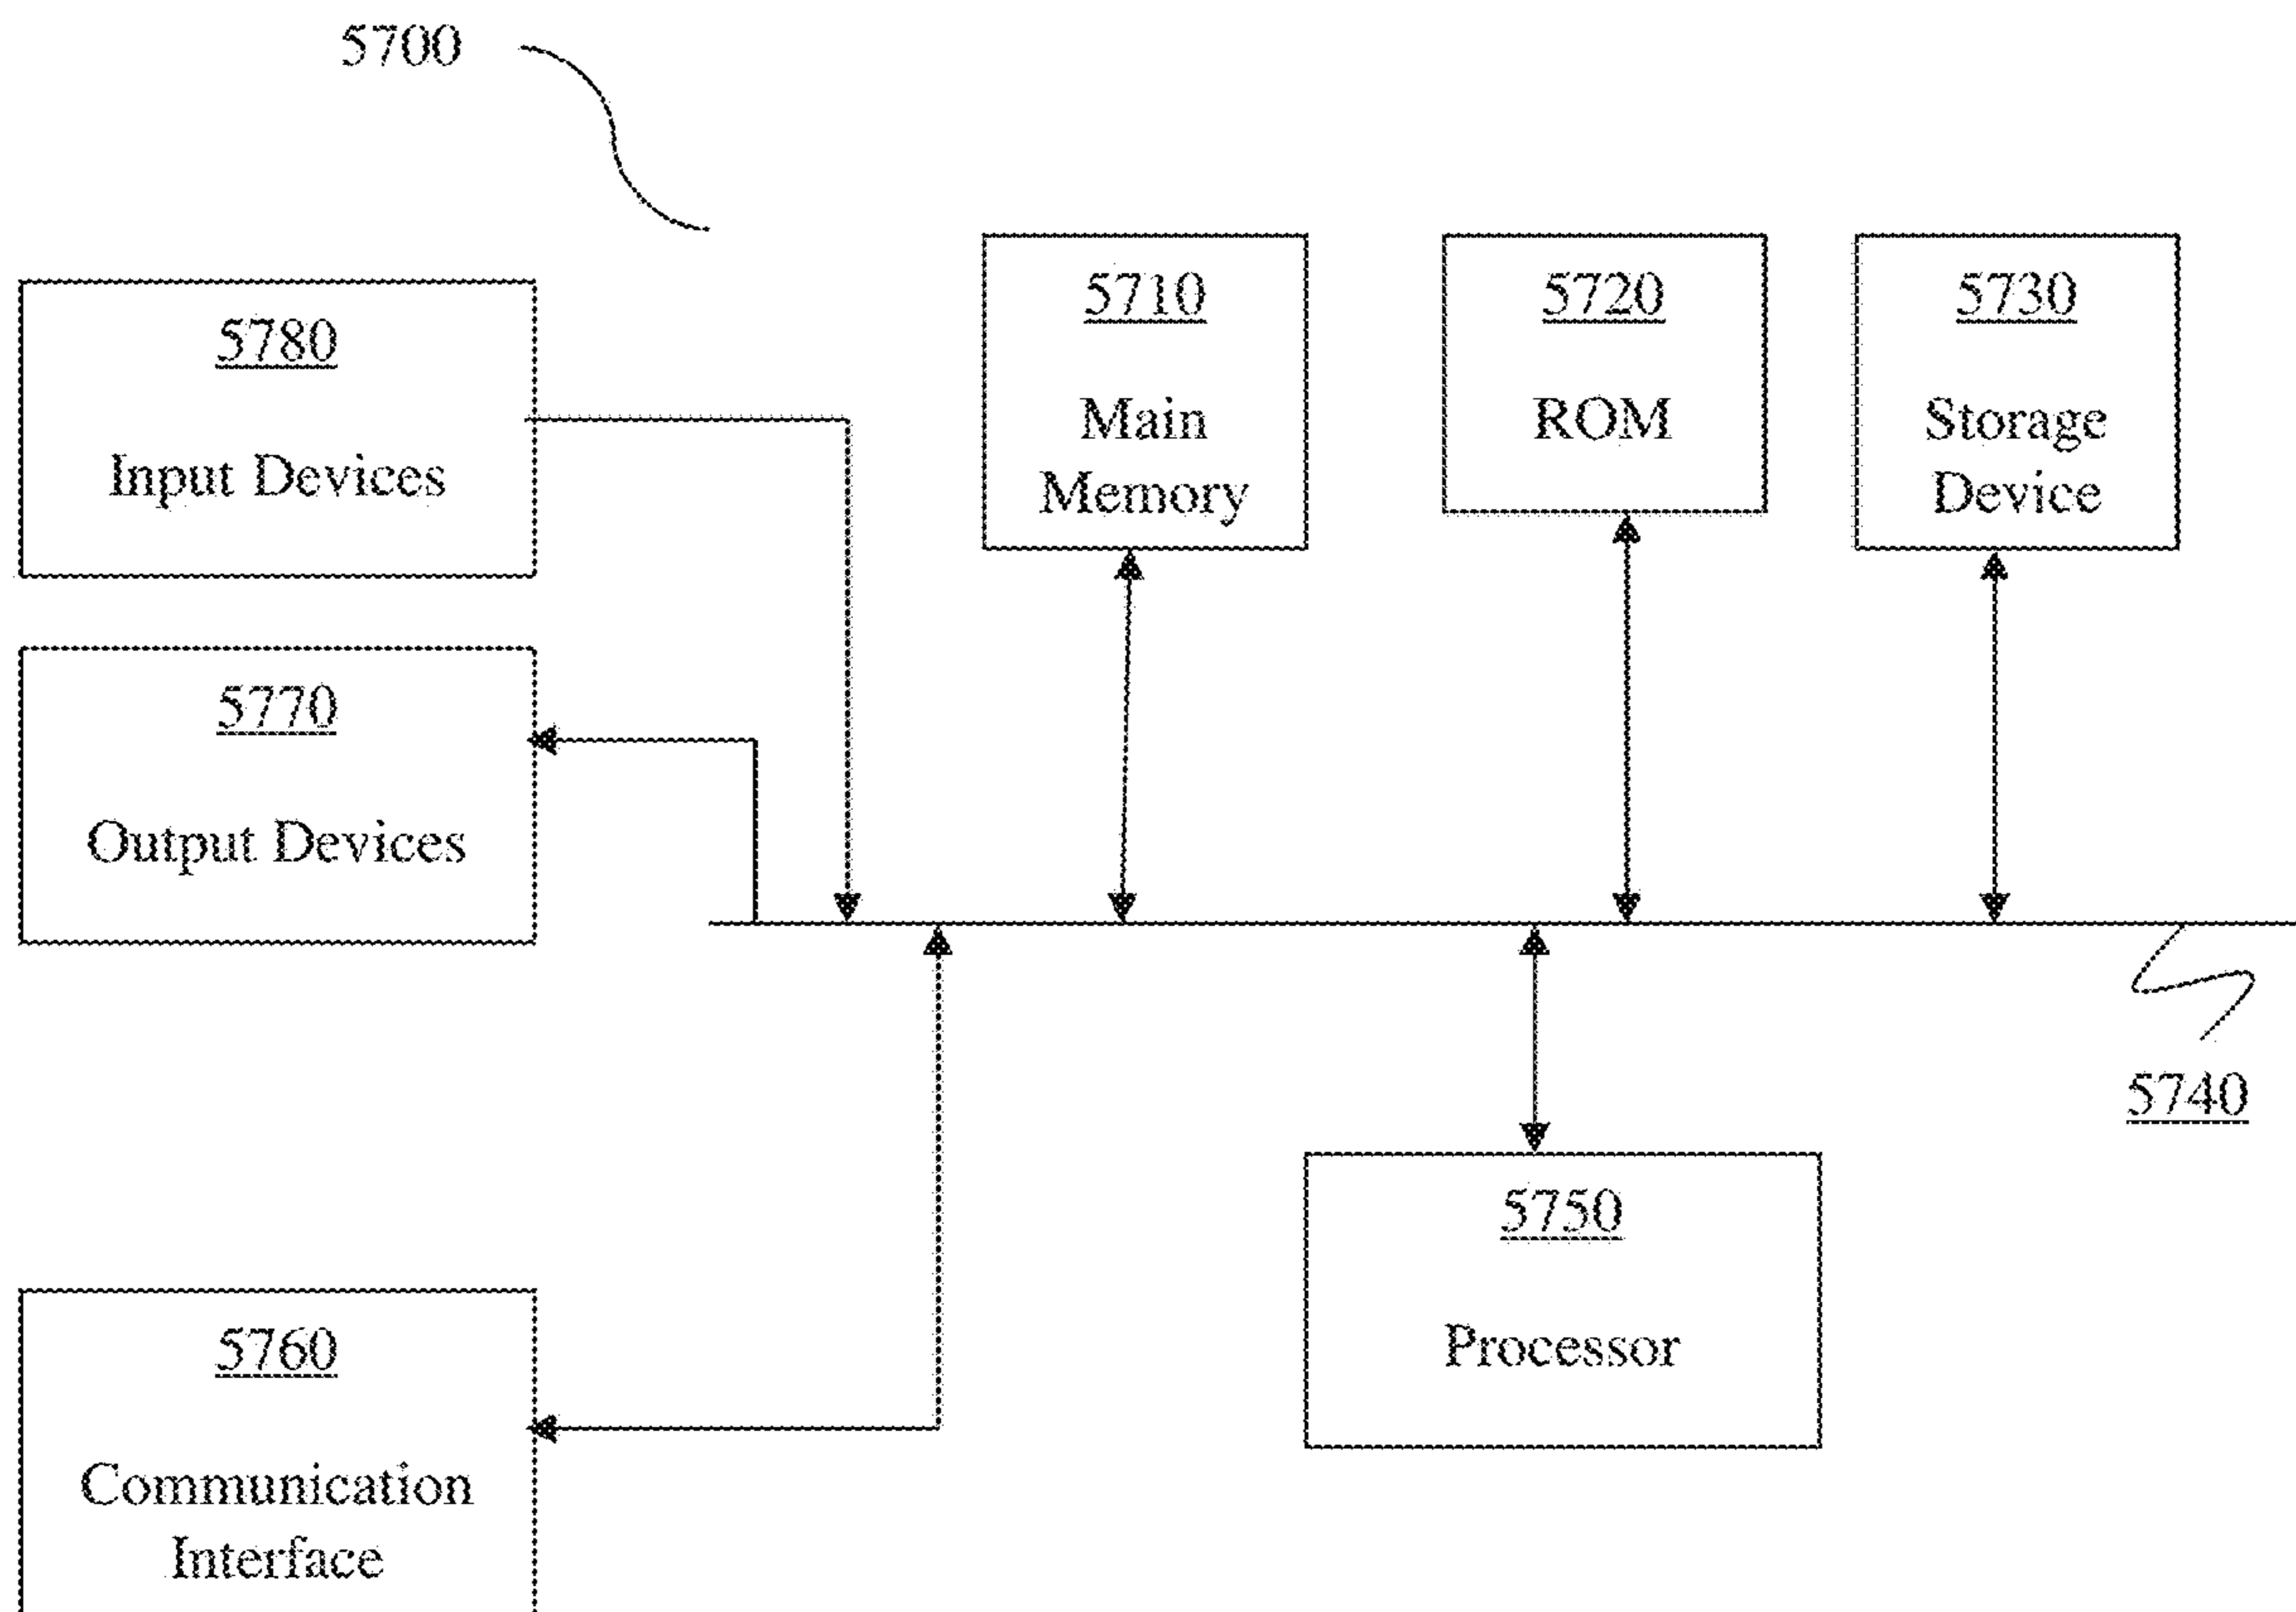 5700
5710
Main
Memory
5720
ROM
5730
Storage
Device
5780
Input Devices
5770
Output Devices
5740
5750
Processor
5760
Communication
Interface